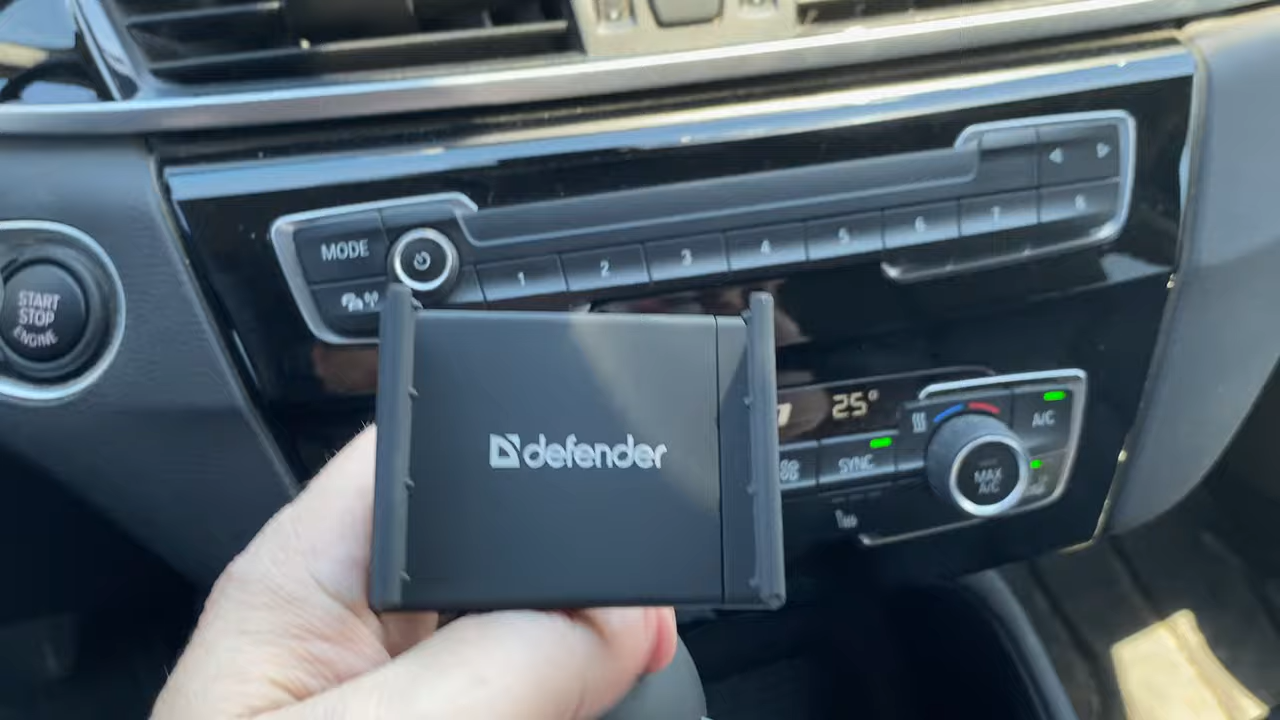 MODE
1 2 3 4 5 6 7 8
START
STOP
ENGINE
defender
25°
A/C
SYNC
MAX
A/C